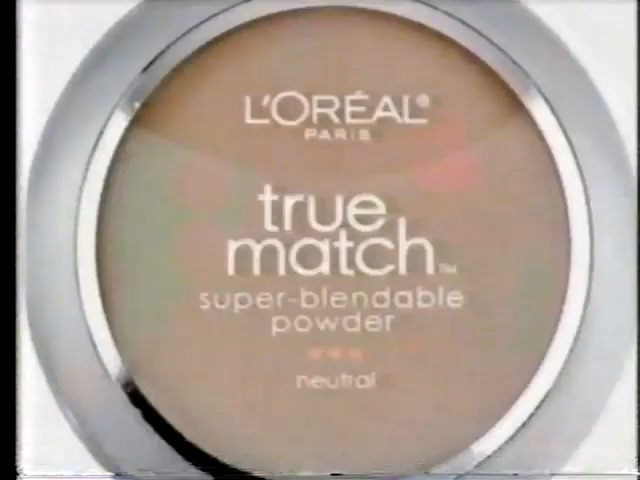 L'ORÉAL®
PARIS
true
match™
super-blendable
powder
neutral